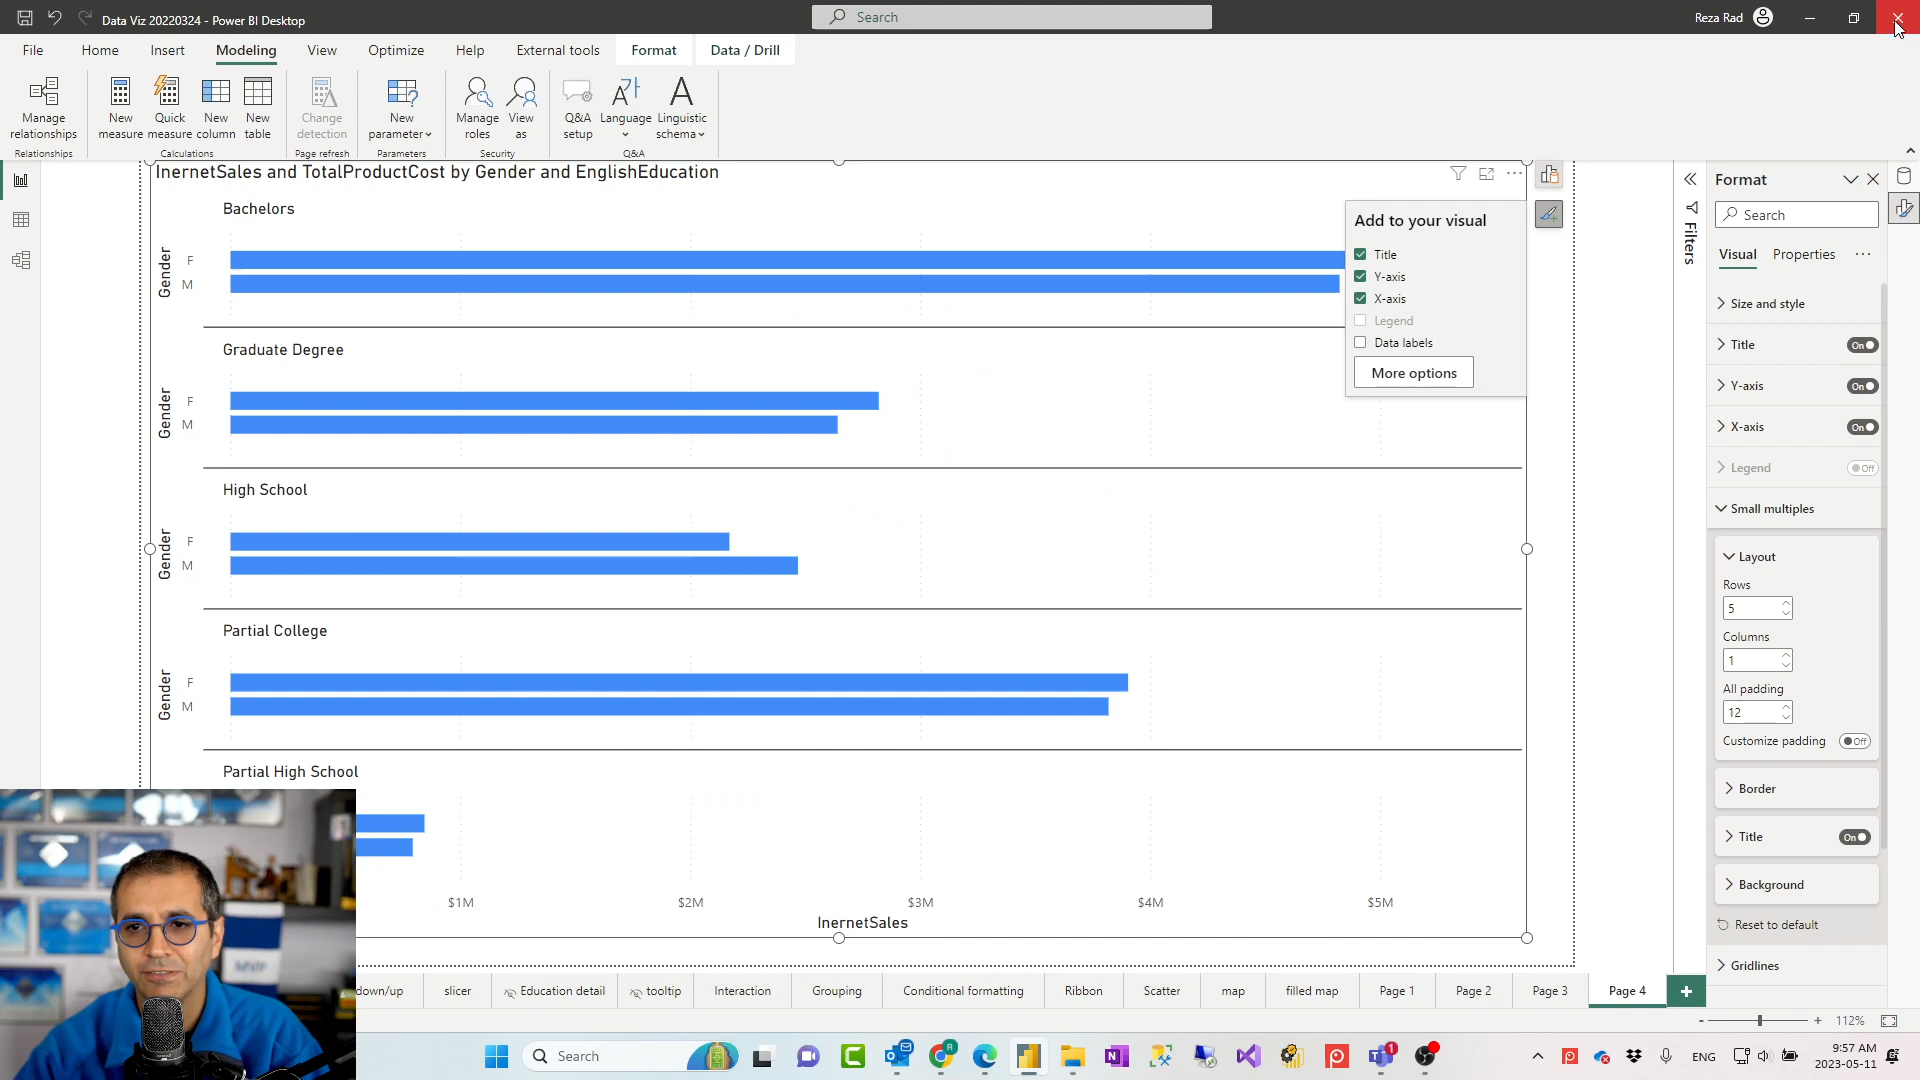 Data Viz 20220324 - Power BI Desktop
Search
Reza Rad
File Home Insert Modeling View Optimize Help External tools Format Data / Drill
Manage relationships
New measure
Quick measure
New column
New table
Change detection
New parameter
Manage roles
View as
Q&A setup
Language
Linguistic schema
Relationships Calculations Page refresh Parameters Security Q&A
InernetSales and TotalProductCost by Gender and EnglishEducation
Bachelors
Gender
F
M
Graduate Degree
Gender
F
M
High School
Gender
F
M
Partial College
Gender
F
M
Partial High School
$1M $2M $3M $4M $5M
InernetSales
Add to your visual
Title
Y-axis
X-axis
Legend
Data labels
More options
Filters
Format
Search
Visual Properties
Size and style
Title On
Y-axis On
X-axis On
Legend Off
Small multiples
Layout
Rows
5
Columns
1
All padding
12
Customize padding Off
Border
Title On
Background
Reset to default
Gridlines
down/up slicer Education detail tooltip Interaction Grouping Conditional formatting Ribbon Scatter map filled map Page 1 Page 2 Page 3 Page 4 +
- + 112%
Search
ENG
9:57 AM
2023-05-11